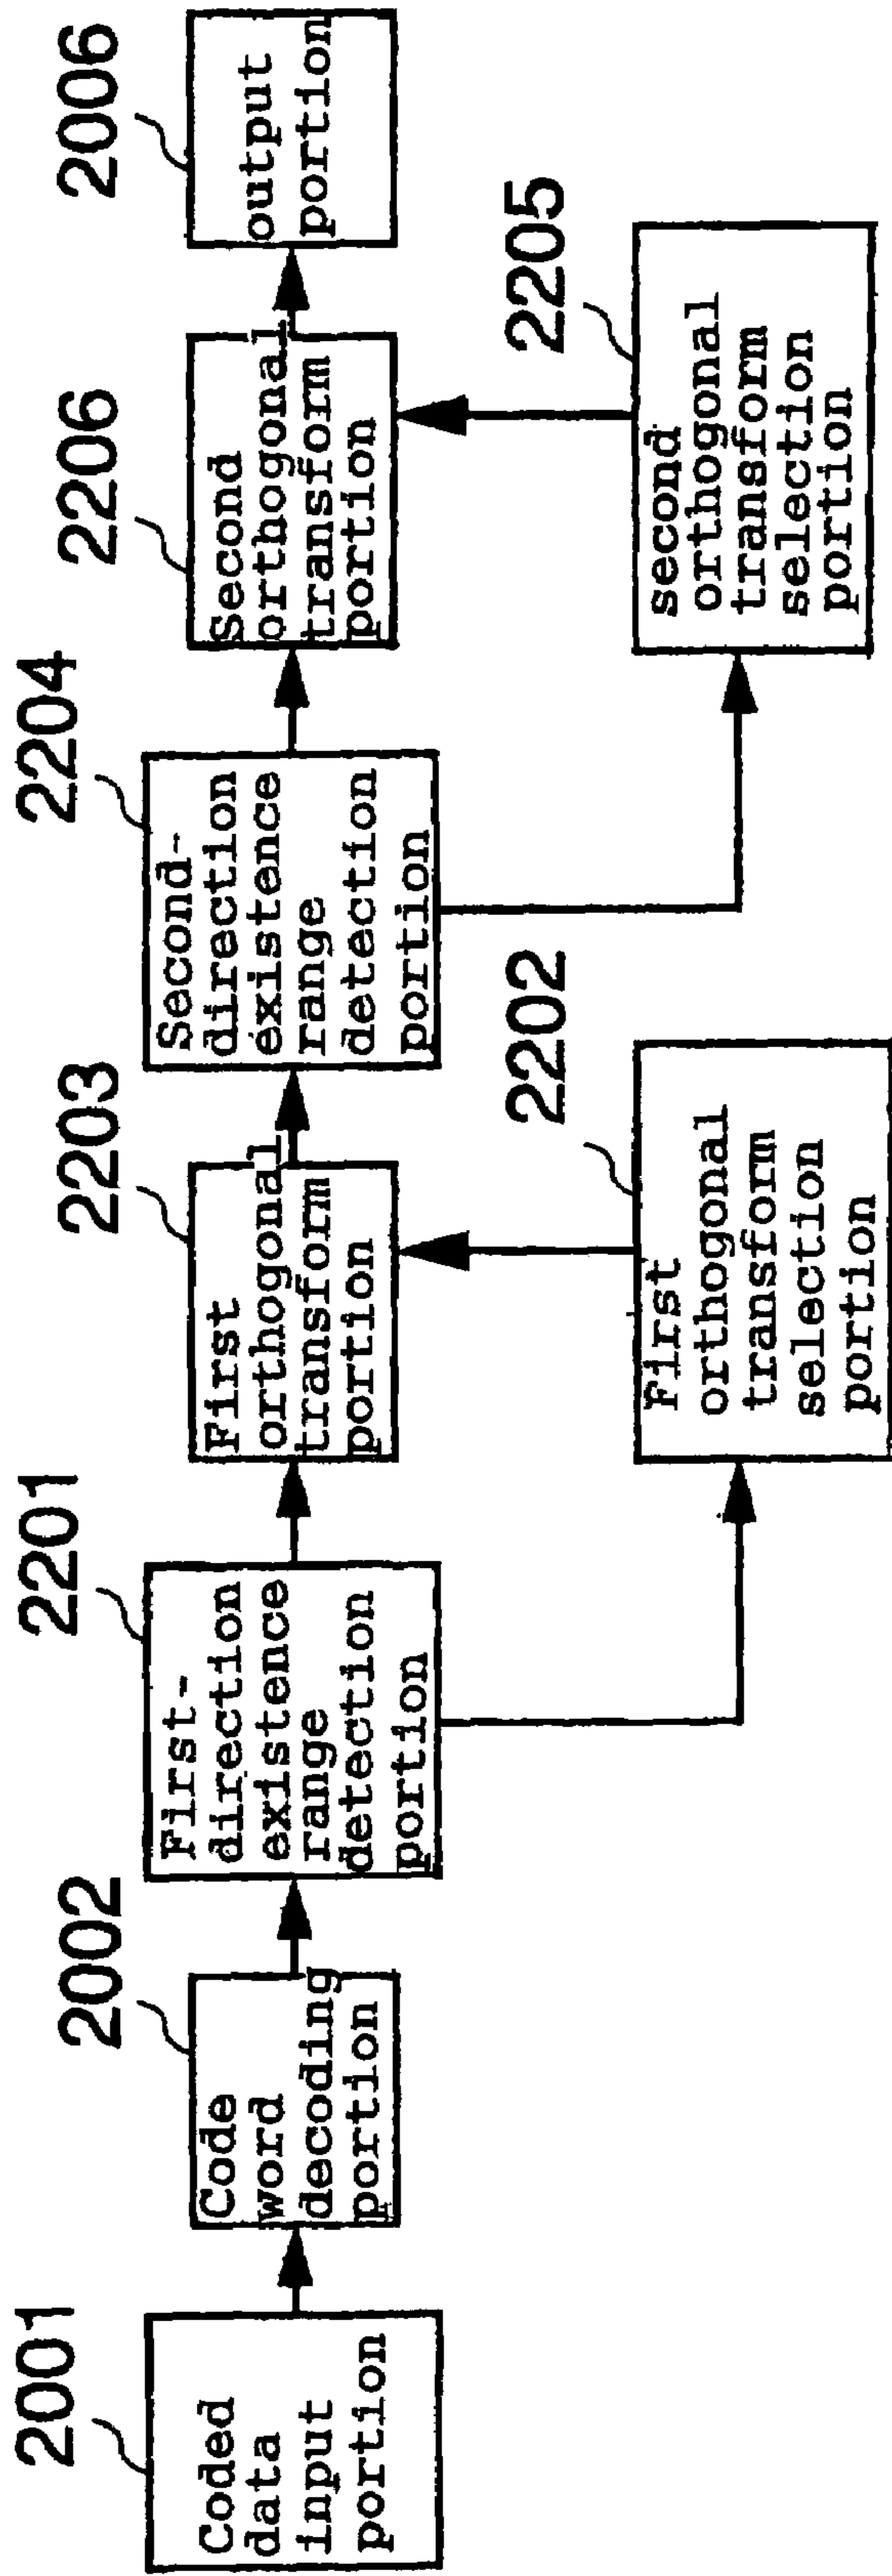 2001
Coded
data
input
portion
2002
Code
word
decoding
portion
2201
First-
direction
existence
range
detection
portion
2203
First
orthogonal
transform
portion
2204
Second-
direction
existence
range
detection
portion
2206
Second
orthogonal
transform
portion
2006
output
portion
2202
First
orthogonal
transform
selection
portion
2205
second
orthogonal
transform
selection
portion